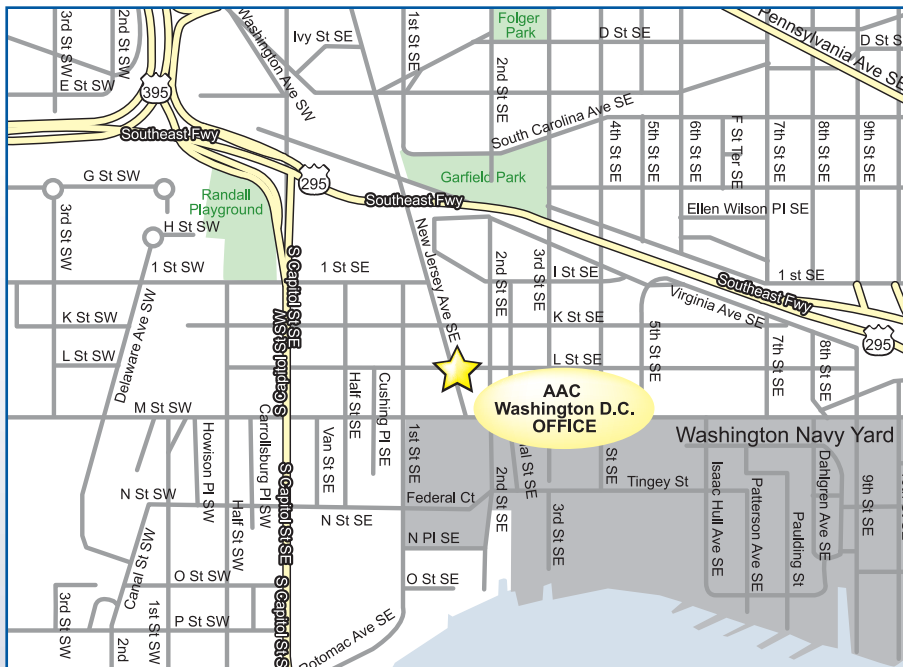 3rd St SW
2nd St SW
Washington Ave SW
Ivy St SE
1st St SE
Folger
Park
D St SE
Pennsylvania Ave SE
D St S
E St SW
395
2nd St SE
Southeast Fwy
South Carolina Ave SE
4th St SE
5th St SE
6th St SE
F St Ter SE
7th St SE
8th St SE
9th St SE
295
G St SW
Randall
Playground
Garfield Park
Southeast Fwy
Ellen Wilson Pl SE
3rd St SW
H St SW
New Jersey Ave SE
2nd St SE
3rd St SE
1 St SW
S Capitol St SE
1 St SE
I St SE
Virginia Ave SE
Southeast Fwy
1 st SE
K St SW
Delaware Ave SW
S Capitol St SW
K St SE
5th St SE
7th St SE
8th St SE
295
L St SW
L St SE
Half St SE
Cushing Pl SE
AAC
Washington D.C.
OFFICE
M St SW
Howison Pl SW
Carrollsburg Pl SW
Van St SE
1st St SE
Washington Navy Yard
2nd St SE
al St SE
St SE
Tingey St
Isaac Hull Ave SE
Patterson Ave SE
Paulding St
Dahlgren Ave SE
9th St SE
N St SW
Half St SW
S Capitol St SE
Federal Ct
N St SE
3rd St SE
Canal St SW
N Pl SE
O St SW
S Capitol St S
O St SE
3rd St SW
1st St SW
P St SW
2nd
Potomac Ave SE